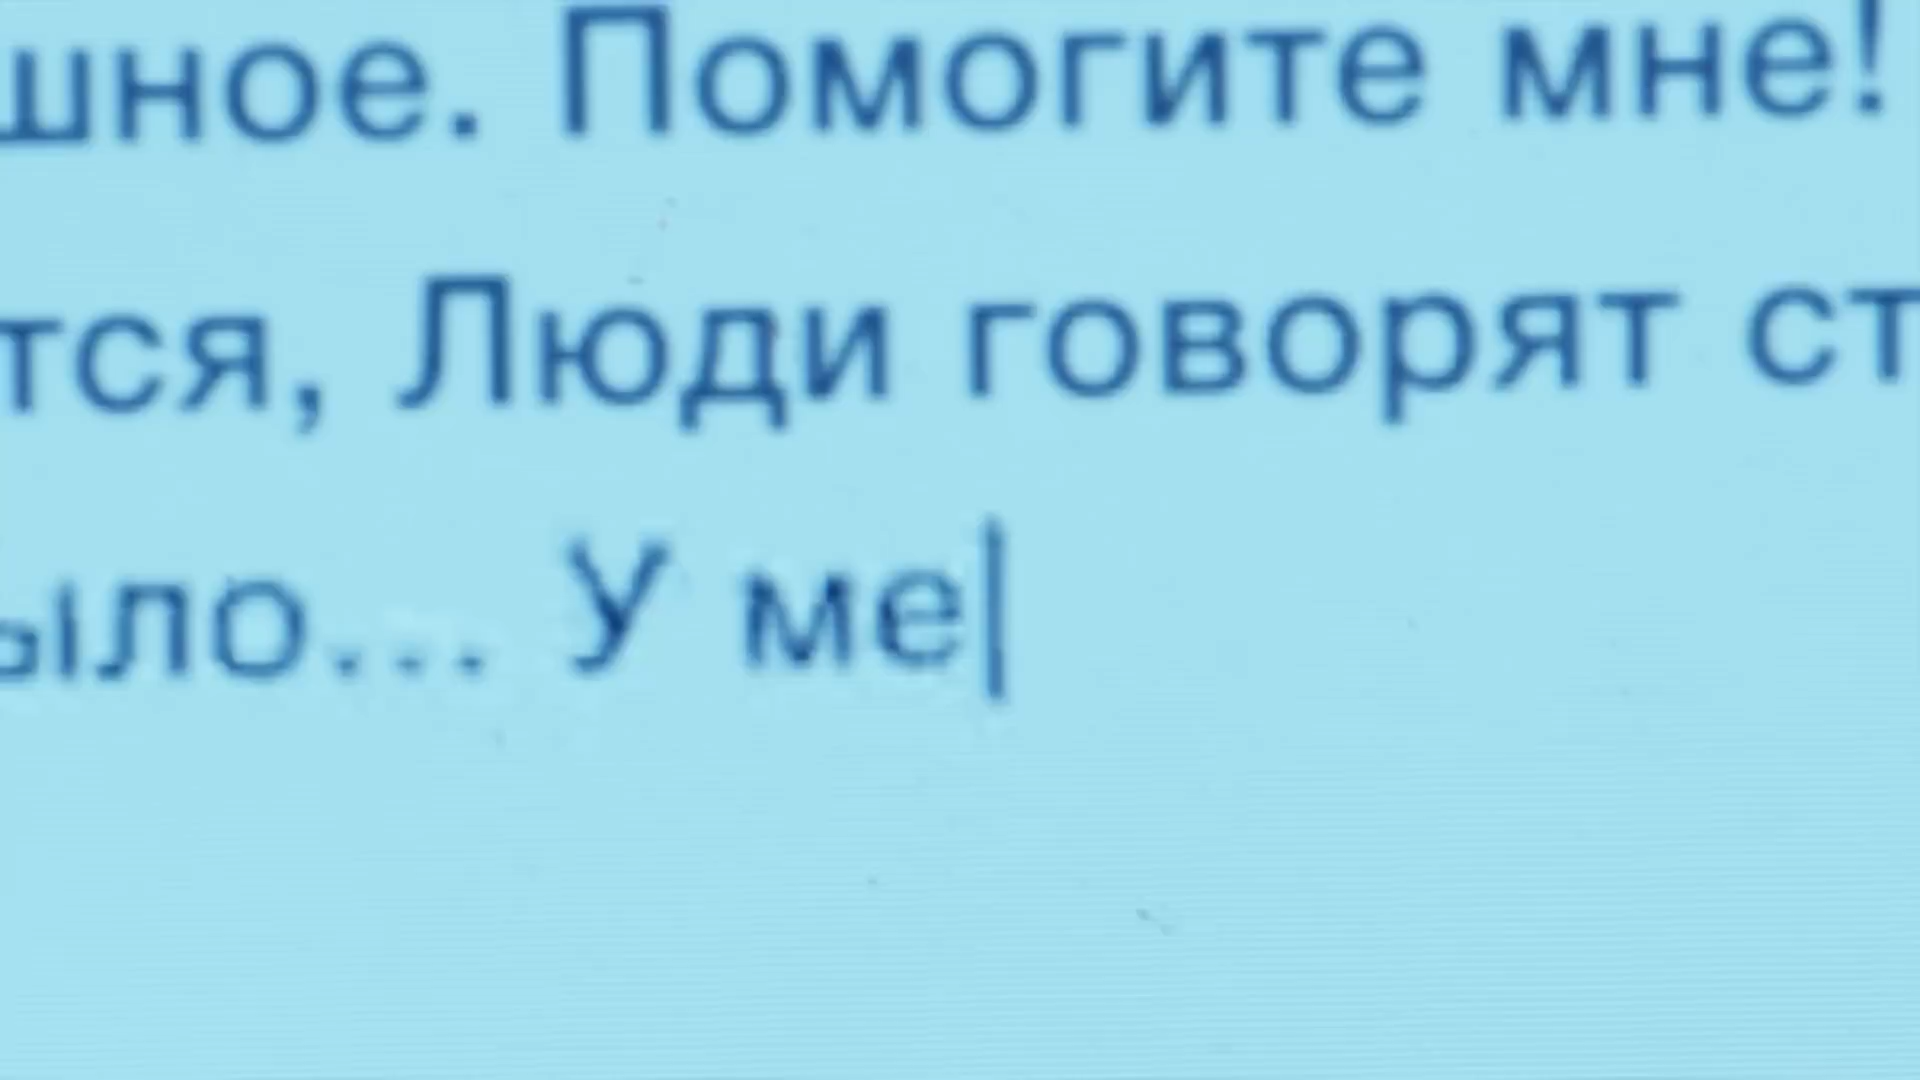 шное. Помогите мне!
тся, Люди говорят ст
ыло... У ме